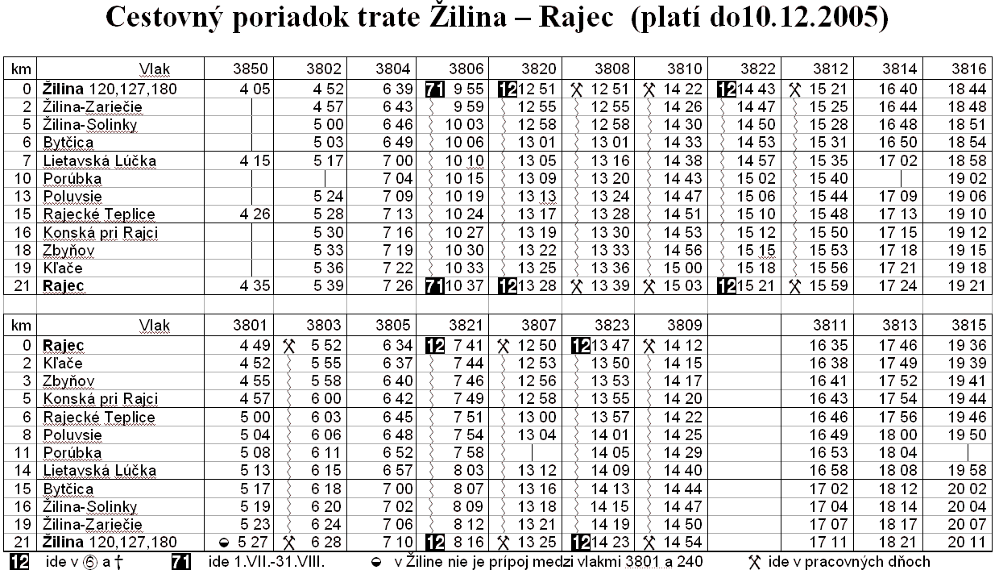 Cestovný poriadok trate Žilina – Rajec (platí do10.12.2005)
km Vlak 3850 3802 3804 3806 3820 3808 3810 3822 3812 3814 3816
0 Žilina 120,127,180 4 05 4 52 6 39 71 9 55 12 12 51 ⚒ 12 51 ⚒ 14 22 12 14 43 ⚒ 15 21 16 40 18 44
2 Žilina-Zariečie 4 57 6 43 9 59 12 55 12 55 14 26 14 47 15 25 16 44 18 48
5 Žilina-Solinky 5 00 6 46 10 03 12 58 12 58 14 30 14 50 15 28 16 48 18 51
6 Bytčica 5 03 6 49 10 06 13 01 13 01 14 33 14 53 15 31 16 50 18 54
7 Lietavská Lúčka 4 15 5 17 7 00 10 10 13 05 13 16 14 38 14 57 15 35 17 02 18 58
10 Porúbka 7 04 10 15 13 09 13 20 14 43 15 02 15 40 19 02
13 Poluvsie 5 24 7 09 10 19 13 13 13 24 14 47 15 06 15 44 17 09 19 06
15 Rajecké Teplice 4 26 5 28 7 13 10 24 13 17 13 28 14 51 15 10 15 48 17 13 19 10
16 Konská pri Rajci 5 30 7 16 10 27 13 19 13 30 14 53 15 12 15 50 17 15 19 12
18 Zbyňov 5 33 7 19 10 30 13 22 13 33 14 56 15 15 15 53 17 18 19 15
19 Kľače 5 36 7 22 10 33 13 25 13 36 15 00 15 18 15 56 17 21 19 18
21 Rajec 4 35 5 39 7 26 71 10 37 12 13 28 ⚒ 13 39 ⚒ 15 03 12 15 21 ⚒ 15 59 17 24 19 21
km Vlak 3801 3803 3805 3821 3807 3823 3809 3811 3813 3815
0 Rajec 4 49 ⚒ 5 52 6 34 12 7 41 ⚒ 12 50 12 13 47 ⚒ 14 12 16 35 17 46 19 36
2 Kľače 4 52 5 55 6 37 7 44 12 53 13 50 14 15 16 38 17 49 19 39
3 Zbyňov 4 55 5 58 6 40 7 46 12 56 13 53 14 17 16 41 17 52 19 41
5 Konská pri Rajci 4 57 6 00 6 42 7 49 12 58 13 55 14 20 16 43 17 54 19 44
6 Rajecké Teplice 5 00 6 03 6 45 7 51 13 00 13 57 14 22 16 46 17 56 19 46
8 Poluvsie 5 04 6 06 6 48 7 54 13 04 14 01 14 25 16 49 18 00 19 50
11 Porúbka 5 08 6 11 6 52 7 58 14 05 14 29 16 53 18 04
14 Lietavská Lúčka 5 13 6 15 6 57 8 03 13 12 14 09 14 40 16 58 18 08 19 58
15 Bytčica 5 17 6 18 7 00 8 07 13 16 14 13 14 44 17 02 18 12 20 02
16 Žilina-Solinky 5 19 6 20 7 02 8 09 13 18 14 15 14 47 17 04 18 14 20 04
19 Žilina-Zariečie 5 23 6 24 7 06 8 12 13 21 14 19 14 50 17 07 18 17 20 07
21 Žilina 120,127,180 5 27 ⚒ 6 28 7 10 12 8 16 ⚒ 13 25 12 14 23 ⚒ 14 54 17 11 18 21 20 11
12 ide v ⑥ a † 71 ide 1.VII.-31.VIII. v Žiline nie je prípoj medzi vlakmi 3801 a 240 ⚒ ide v pracovných dňoch